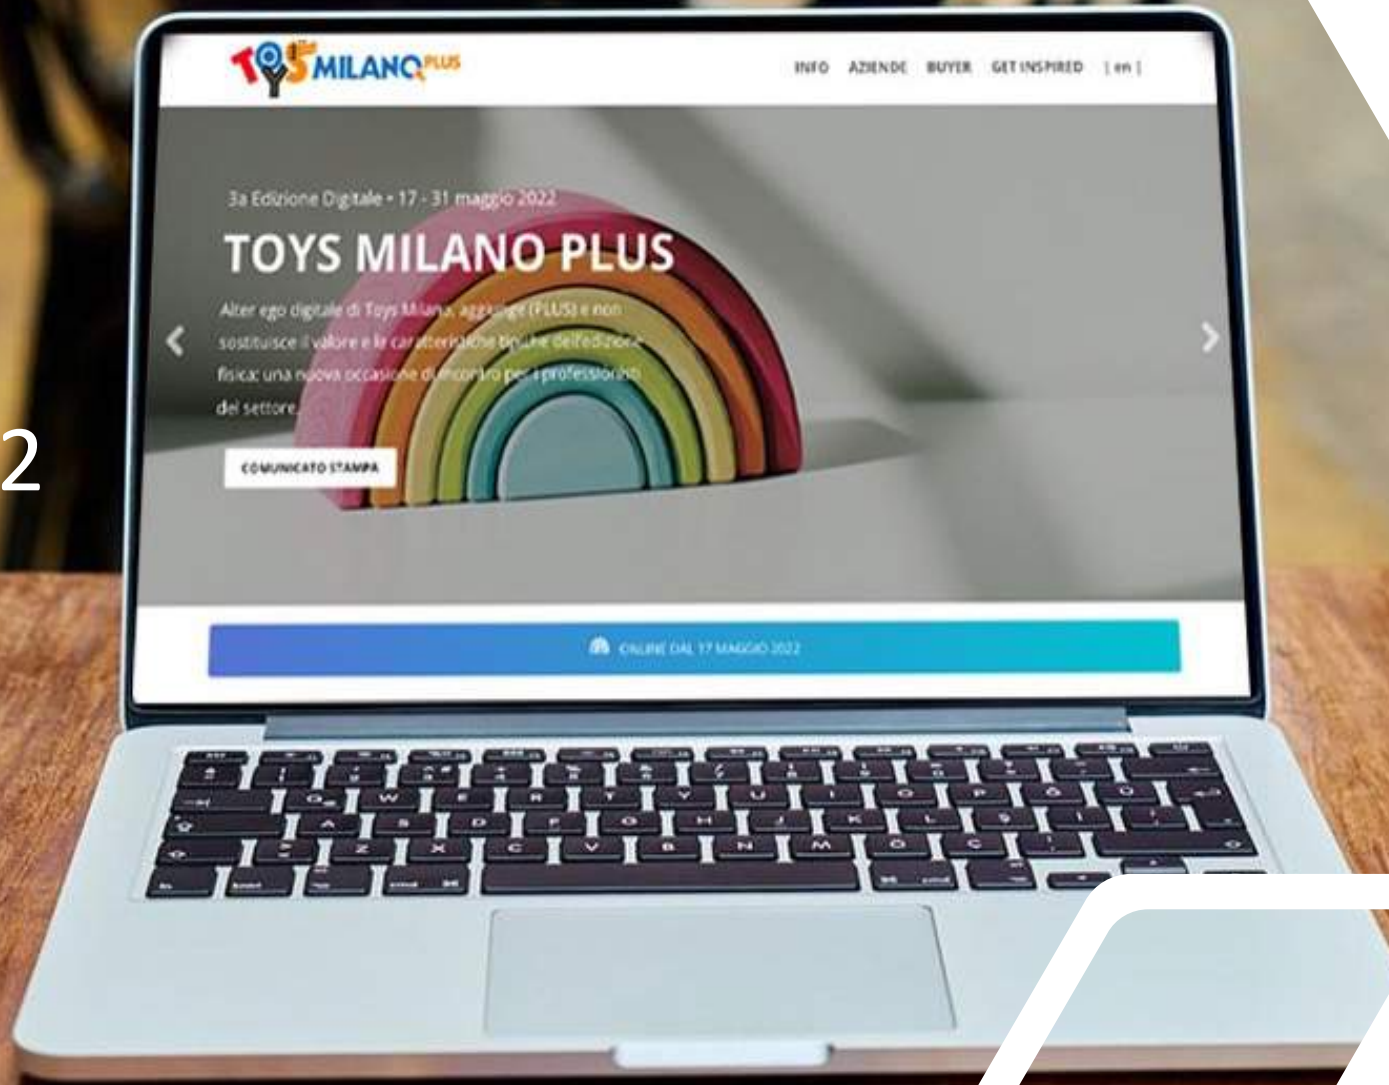 TOYS MILANO PLUS
INFO AZIENDE BUYER GET INSPIRED | en |
3a Edizione Digitale • 17 - 31 maggio 2022
TOYS MILANO PLUS
Alter ego digitale di Toys Milano, aggiunge (PLUS) e non
sostituisce il valore e le caratteristiche tipiche dell'edizione
fisica: una nuova occasione di incontro per i professionisti
del settore.
COMUNICATO STAMPA
2
ONLINE DAL 17 MAGGIO 2022
Q W E R T Y U I O P Ğ Ü
A S D F G H J K L Ş İ
Z X C V B N M Ö Ç
cmd
cmd